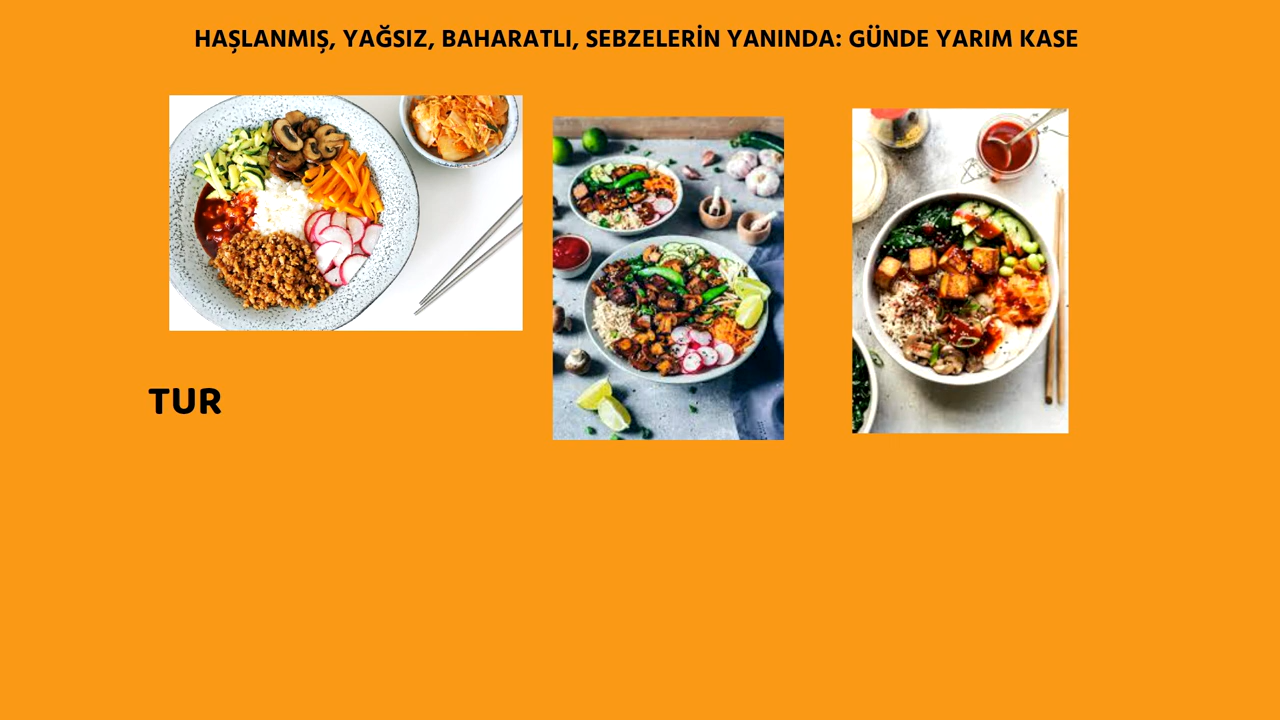 HAŞLANMIŞ, YAĞSIZ, BAHARATLI, SEBZELERİN YANINDA: GÜNDE YARIM KASE
TUR